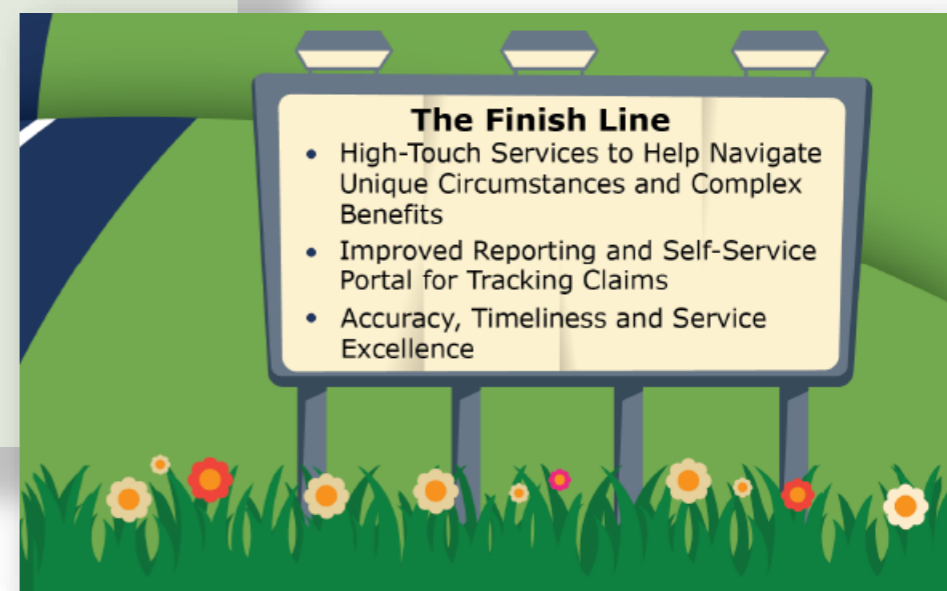 The Finish Line
• High-Touch Services to Help Navigate
Unique Circumstances and Complex
Benefits
• Improved Reporting and Self-Service
Portal for Tracking Claims
• Accuracy, Timeliness and Service
Excellence